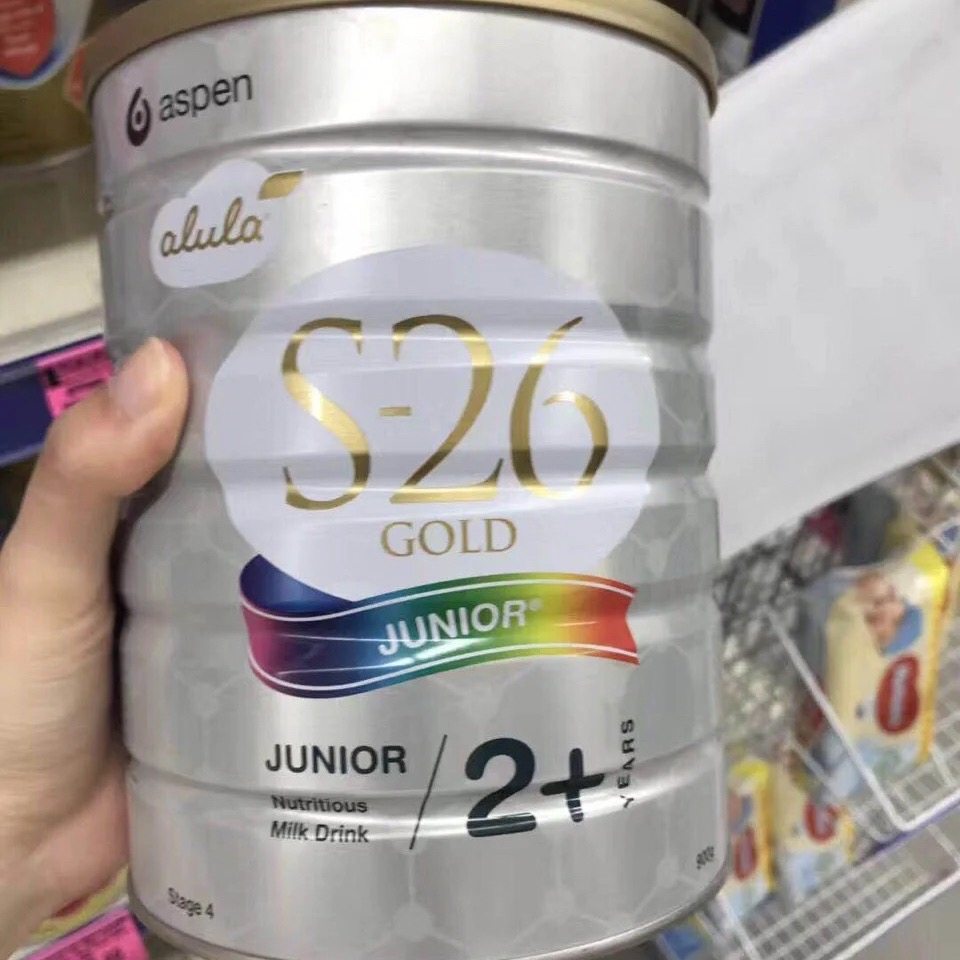 aspen
alula
S-26
GOLD
JUNIOR®
JUNIOR
Nutritious
Milk Drink
2+
YEARS
Stage 4
900g